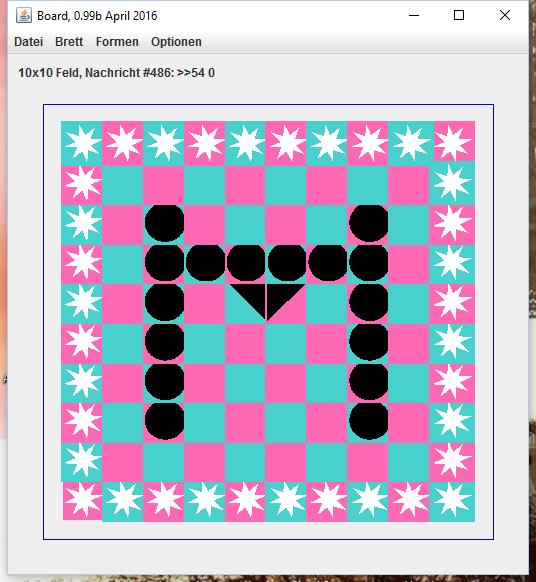 Board, 0.99b April 2016
Datei Brett Formen Optionen
10x10 Feld, Nachricht #486: >>54 0